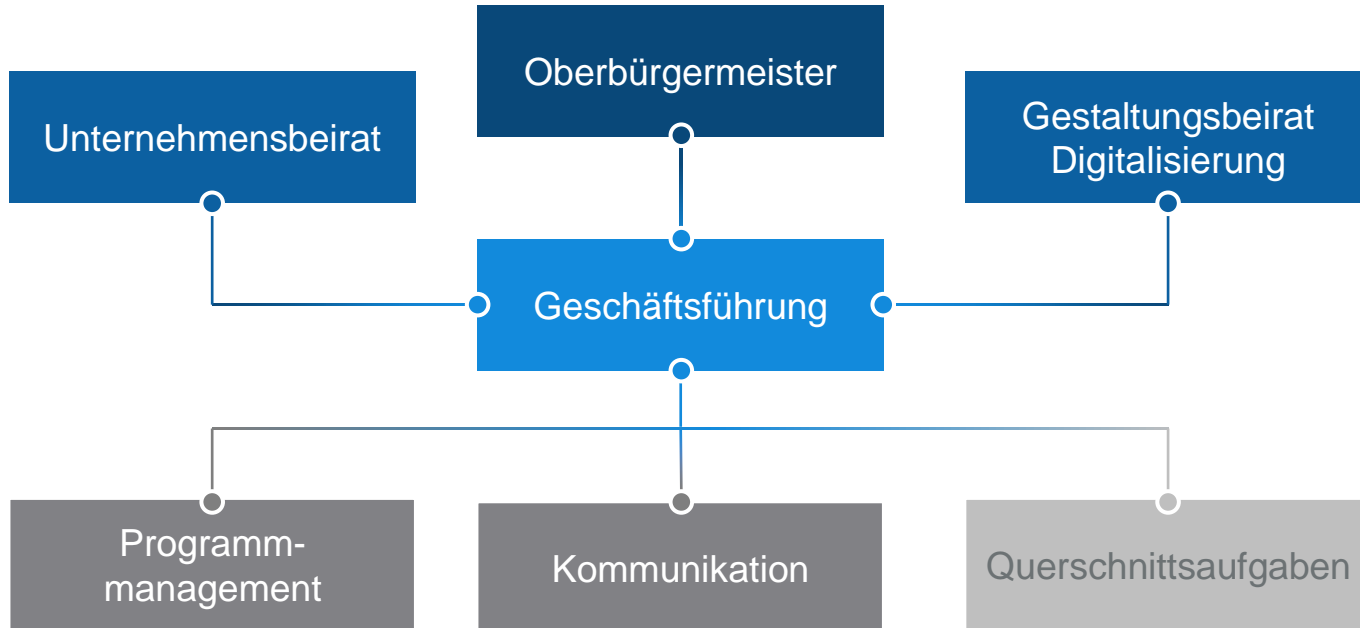 Oberbürgermeister
Unternehmensbeirat
Gestaltungsbeirat
Digitalisierung
Geschäftsführung
Programm-
management
Kommunikation
Querschnittsaufgaben